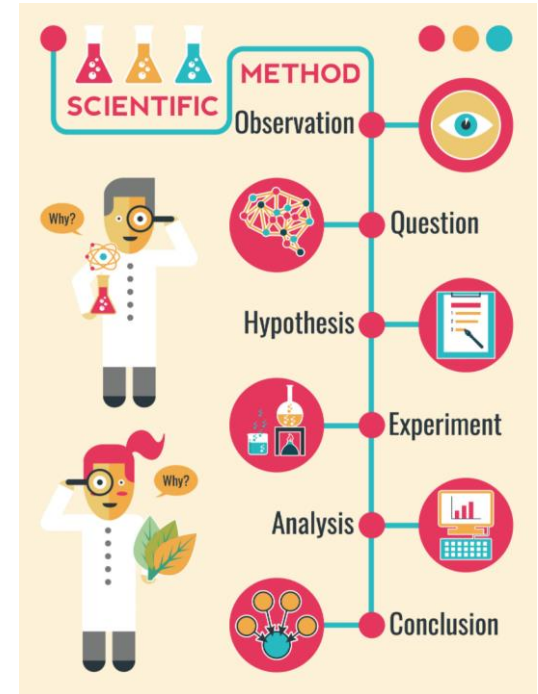 SCIENTIFIC
METHOD
Observation
Why?
Question
Hypothesis
Experiment
Why?
Analysis
Conclusion